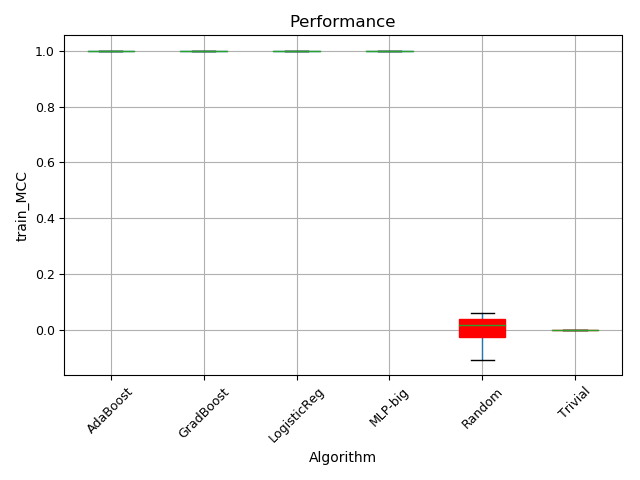 Performance
train_MCC
1.0
0.8
0.6
0.4
0.2
0.0
AdaBoost
GradBoost
LogisticReg
MLP-big
Random
Trivial
Algorithm